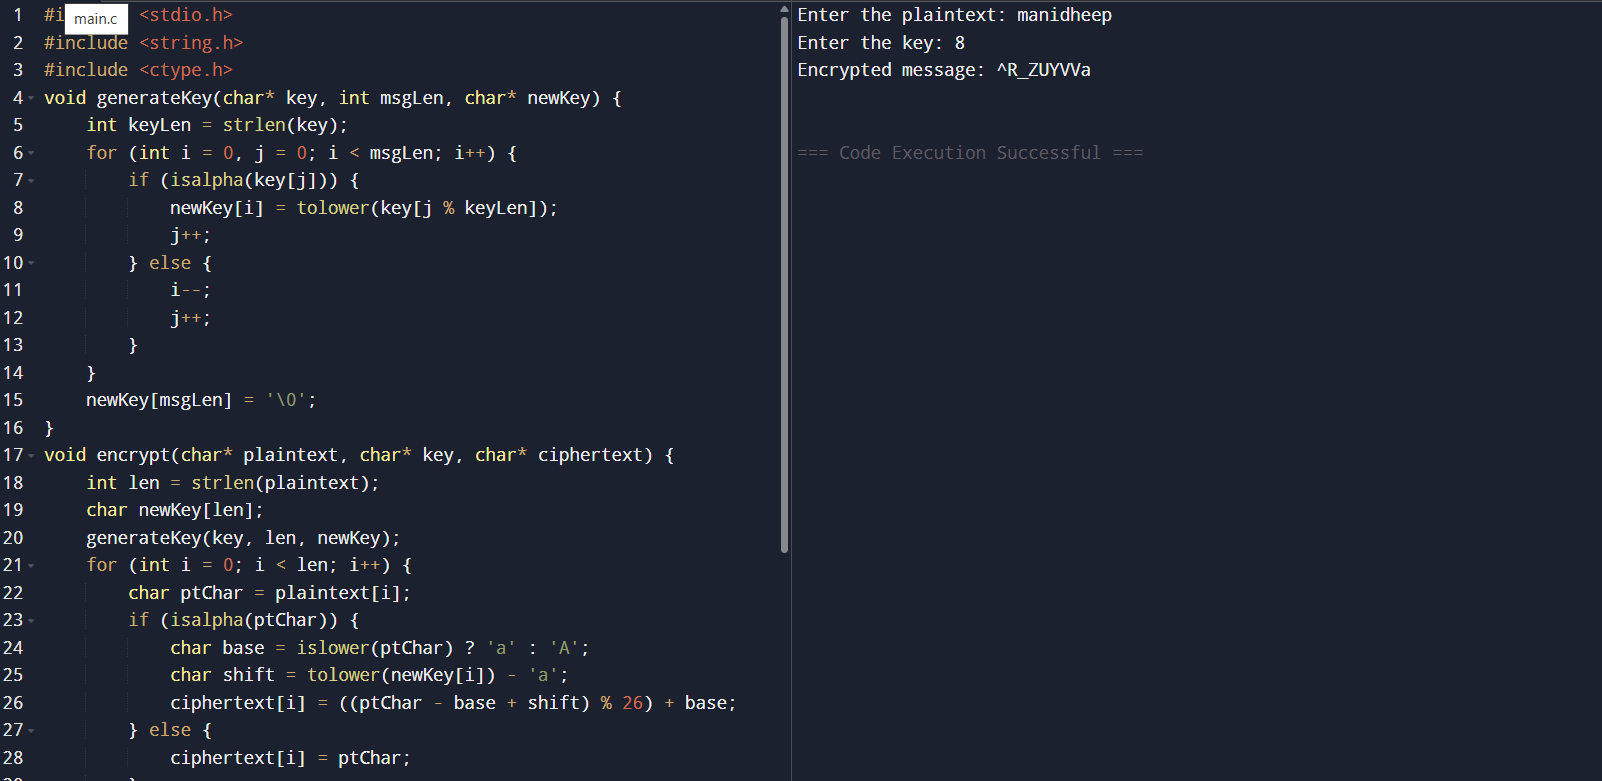 1 #i <stdio.h>
main.c
2 #include <string.h>
3 #include <ctype.h>
4 void generateKey(char* key, int msgLen, char* newKey) {
5     int keyLen = strlen(key);
6     for (int i = 0, j = 0; i < msgLen; i++) {
7         if (isalpha(key[j])) {
8             newKey[i] = tolower(key[j % keyLen]);
9             j++;
10         } else {
11             i--;
12             j++;
13         }
14     }
15     newKey[msgLen] = '\0';
16 }
17 void encrypt(char* plaintext, char* key, char* ciphertext) {
18     int len = strlen(plaintext);
19     char newKey[len];
20     generateKey(key, len, newKey);
21     for (int i = 0; i < len; i++) {
22         char ptChar = plaintext[i];
23         if (isalpha(ptChar)) {
24             char base = islower(ptChar) ? 'a' : 'A';
25             char shift = tolower(newKey[i]) - 'a';
26             ciphertext[i] = ((ptChar - base + shift) % 26) + base;
27         } else {
28             ciphertext[i] = ptChar;
Enter the plaintext: manidheep
Enter the key: 8
Encrypted message: ^R_ZUYVVa
=== Code Execution Successful ===